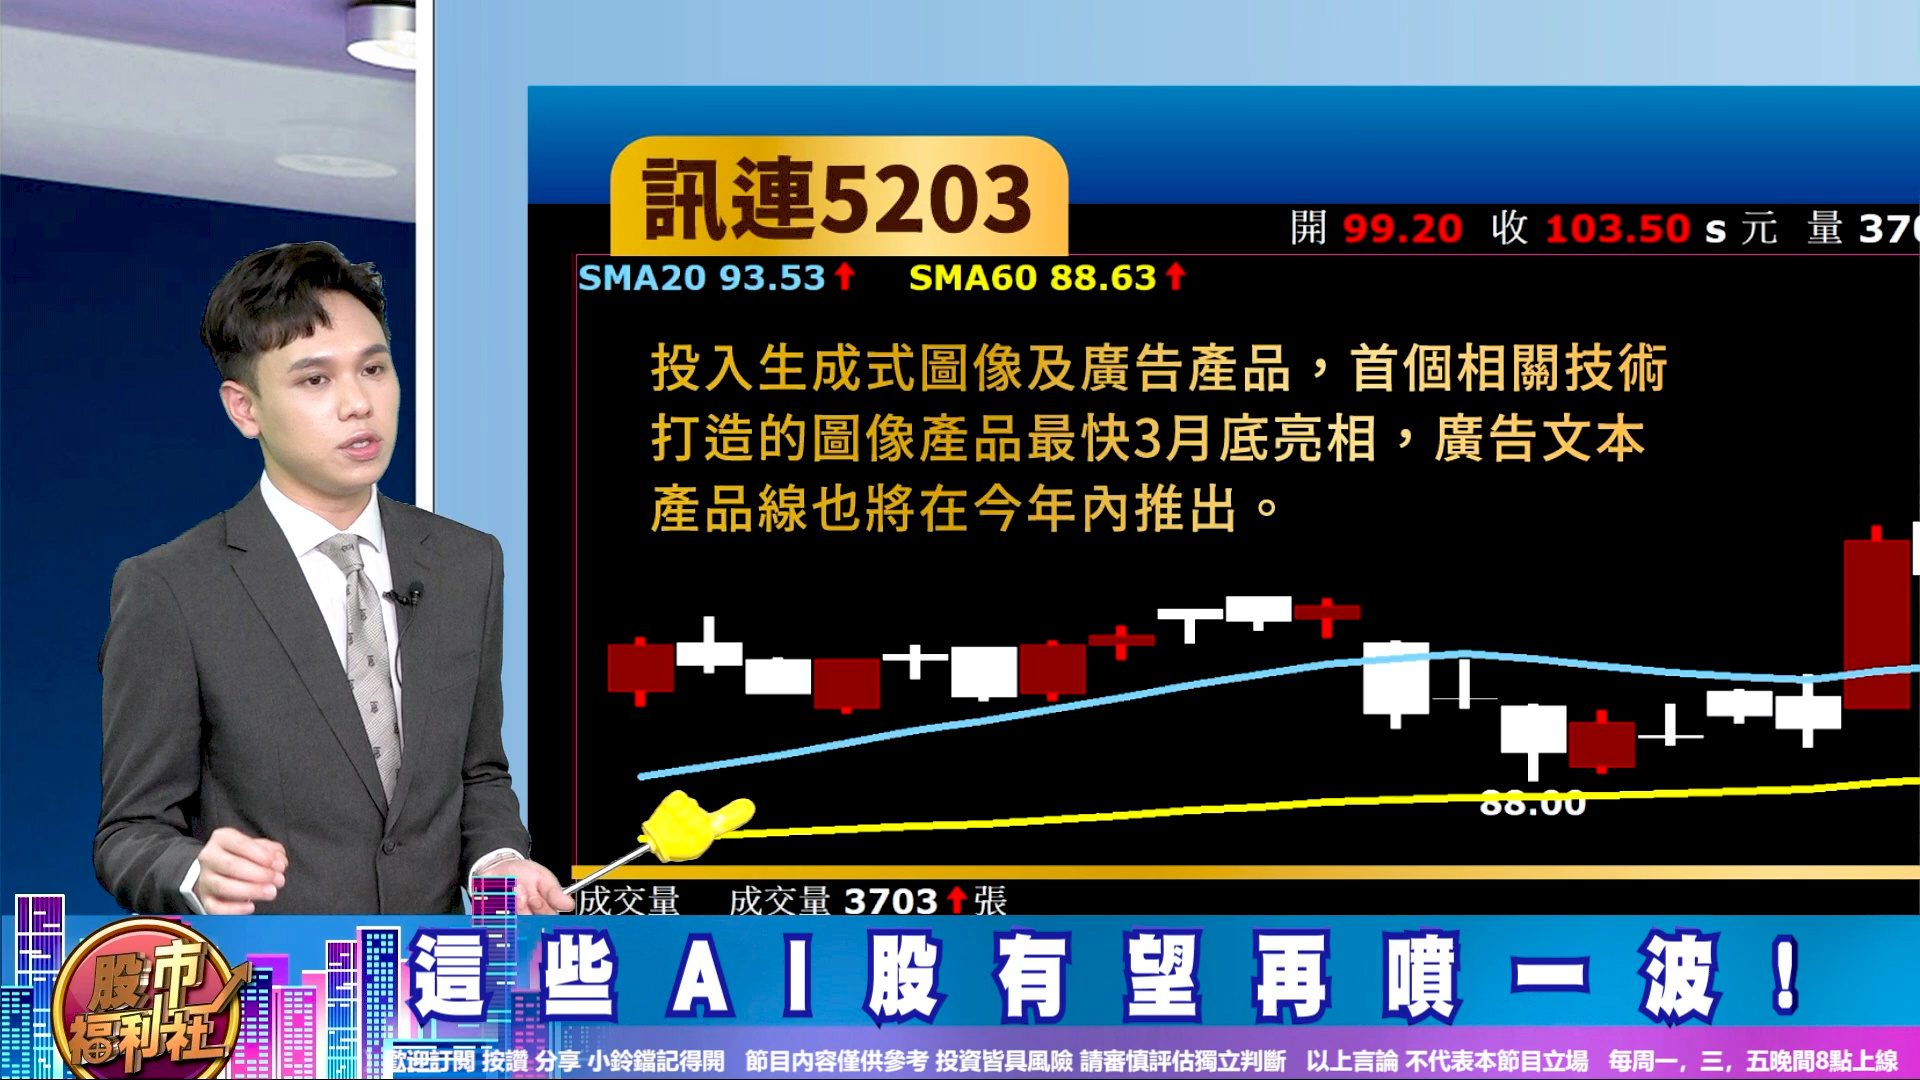 訊連5203
開 99.20 收 103.50 s 元 量 370
SMA20 93.53↑ SMA60 88.63↑
投入生成式圖像及廣告產品，首個相關技術
打造的圖像產品最快3月底亮相，廣告文本
產品線也將在今年內推出。
88.00
成交量 成交量 3703↑張
這些AI股有望再噴一波!
股市
福利社
歡迎訂閱 按讚 分享 小鈴鐺記得開 節目內容僅供參考 投資皆具風險 請審慎評估獨立判斷 以上言論 不代表本節目立場 每周一，三，五晚間8點上線